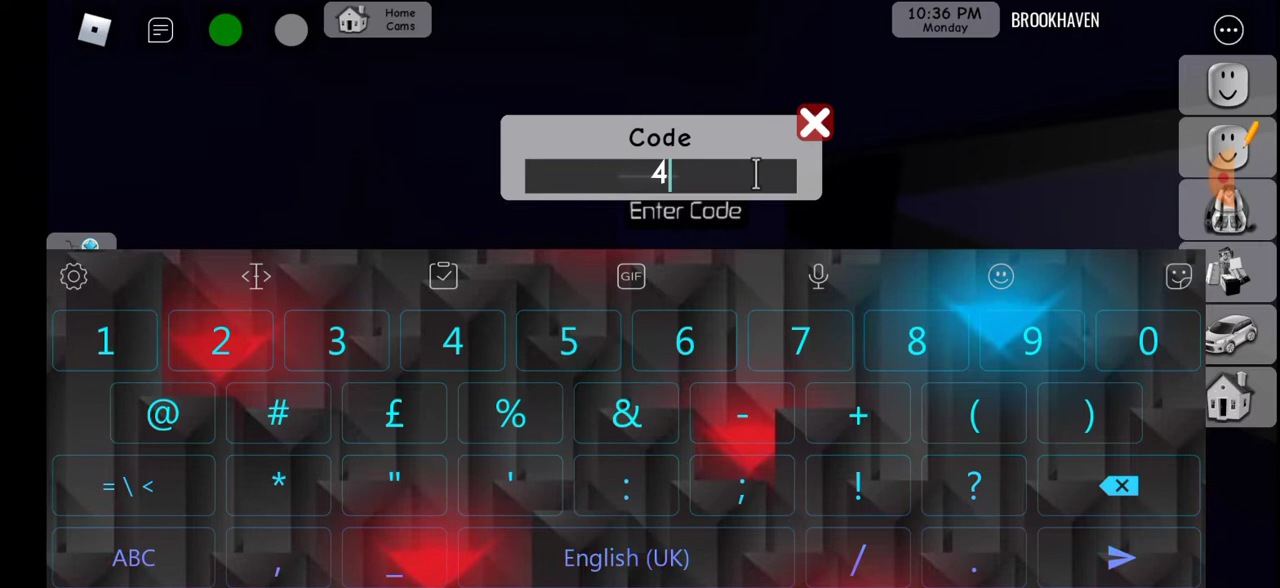 Home
Cams
10:36 PM
Monday
BROOKHAVEN
Code
4
Enter Code
GIF
1 2 3 4 5 6 7 8 9 0
@ # £ % & - + ( )
= \ < * " ' : ; ! ?
ABC , _ English (UK) / .